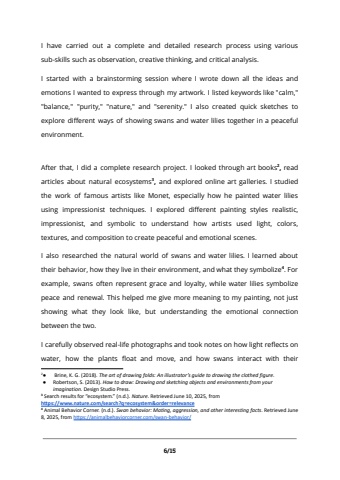 I have carried out a complete and detailed research process using various
sub-skills such as observation, creative thinking, and critical analysis.
I started with a brainstorming session where I wrote down all the ideas and
emotions I wanted to express through my artwork. I listed keywords like "calm,"
"balance," "purity," "nature," and "serenity." I also created quick sketches to
explore different ways of showing swans and water lilies together in a peaceful
environment.
After that, I did a complete research project. I looked through art books², read
articles about natural ecosystems³, and explored online art galleries. I studied
the work of famous artists like Monet, especially how he painted water lilies
using impressionist techniques. I explored different painting styles realistic,
impressionist, and symbolic to understand how artists used light, colors,
textures, and composition to create peaceful and emotional scenes.
I also researched the natural world of swans and water lilies. I learned about
their behavior, how they live in their environment, and what they symbolize⁴. For
example, swans often represent grace and loyalty, while water lilies symbolize
peace and renewal. This helped me give more meaning to my painting, not just
showing what they look like, but understanding the emotional connection
between the two.
I carefully observed real-life photographs and took notes on how light reflects on
water, how the plants float and move, and how swans interact with their
²● Brine, K. G. (2018). The art of drawing folds: An illustrator's guide to drawing the clothed figure.
● Robertson, S. (2013). How to draw: Drawing and sketching objects and environments from your
imagination. Design Studio Press.
³ Search results for "ecosystem." (n.d.). Nature. Retrieved June 10, 2025, from
https://www.nature.com/search?q=ecosystem&order=relevance
⁴ Animal Behavior Corner. (n.d.). Swan behavior: Mating, aggression, and other interesting facts. Retrieved June
8, 2025, from https://animalbehaviorcorner.com/swan-behavior/
6/15